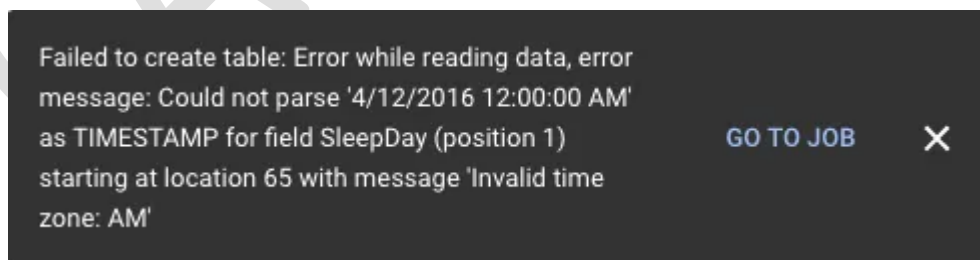 Failed to create table: Error while reading data, error
message: Could not parse '4/12/2016 12:00:00 AM'
as TIMESTAMP for field SleepDay (position 1)
starting at location 65 with message 'Invalid time
zone: AM'
GO TO JOB